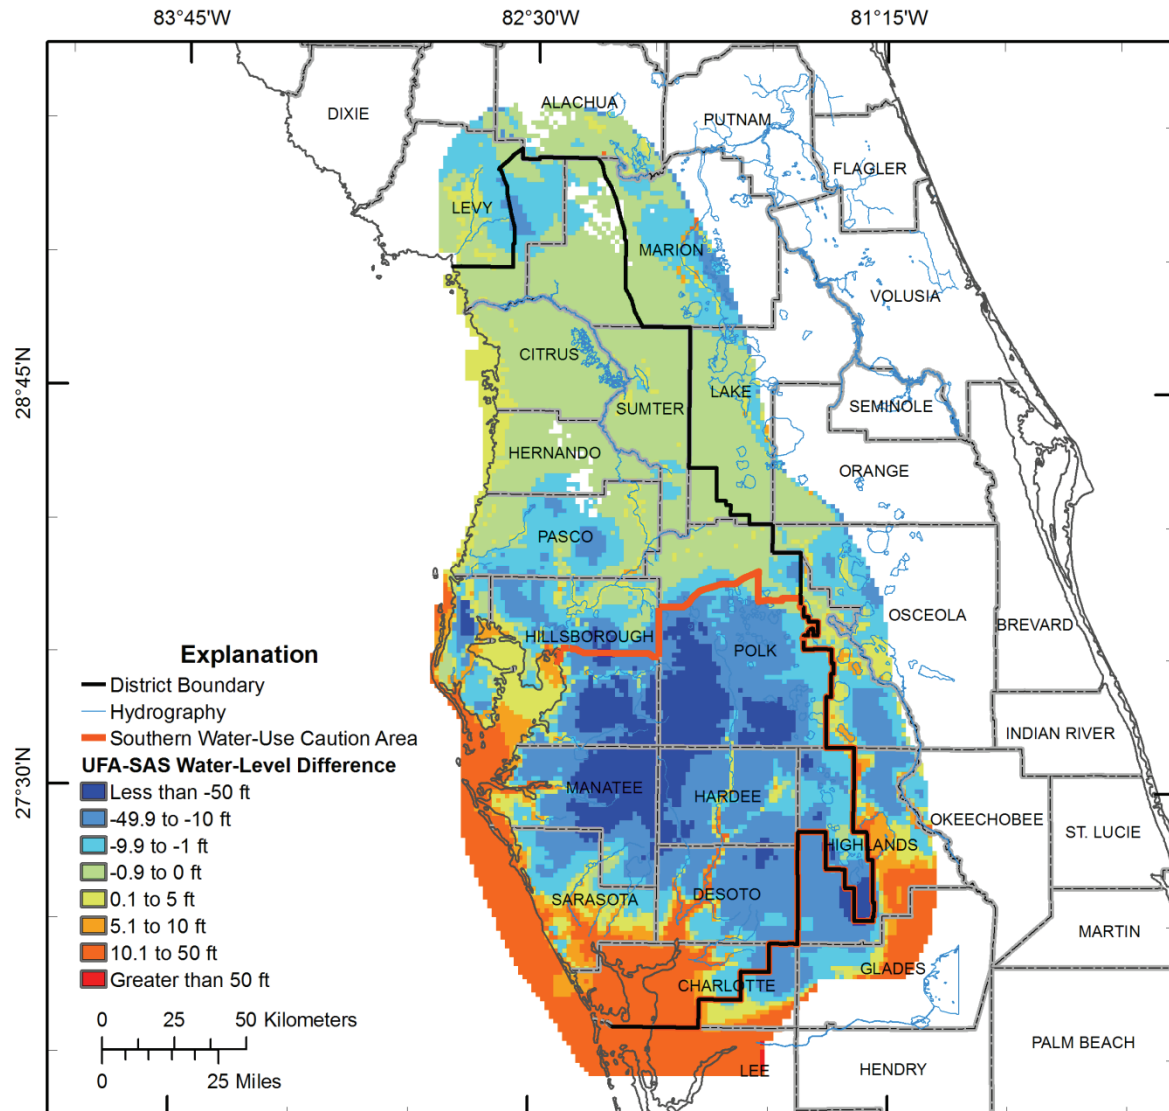 83°45'W
82°30'W
81°15'W
ALACHUA
DIXIE
PUTNAM
FLAGLER
LEVY
MARION
VOLUSIA
28°45'N
CITRUS
LAKE
SUMTER
SEMINOLE
HERNANDO
ORANGE
PASCO
OSCEOLA
BREVARD
HILLSBOROUGH
POLK
Explanation
District Boundary
Hydrography
Southern Water-Use Caution Area
INDIAN RIVER
UFA-SAS Water-Level Difference
27°30'N
Less than -50 ft
MANATEE
HARDEE
-49.9 to -10 ft
OKEECHOBEE
ST. LUCIE
-9.9 to -1 ft
HIGHLANDS
-0.9 to 0 ft
DESOTO
0.1 to 5 ft
SARASOTA
5.1 to 10 ft
MARTIN
10.1 to 50 ft
GLADES
Greater than 50 ft
CHARLOTTE
0 25 50 Kilometers
PALM BEACH
0 25 Miles
LEE
HENDRY